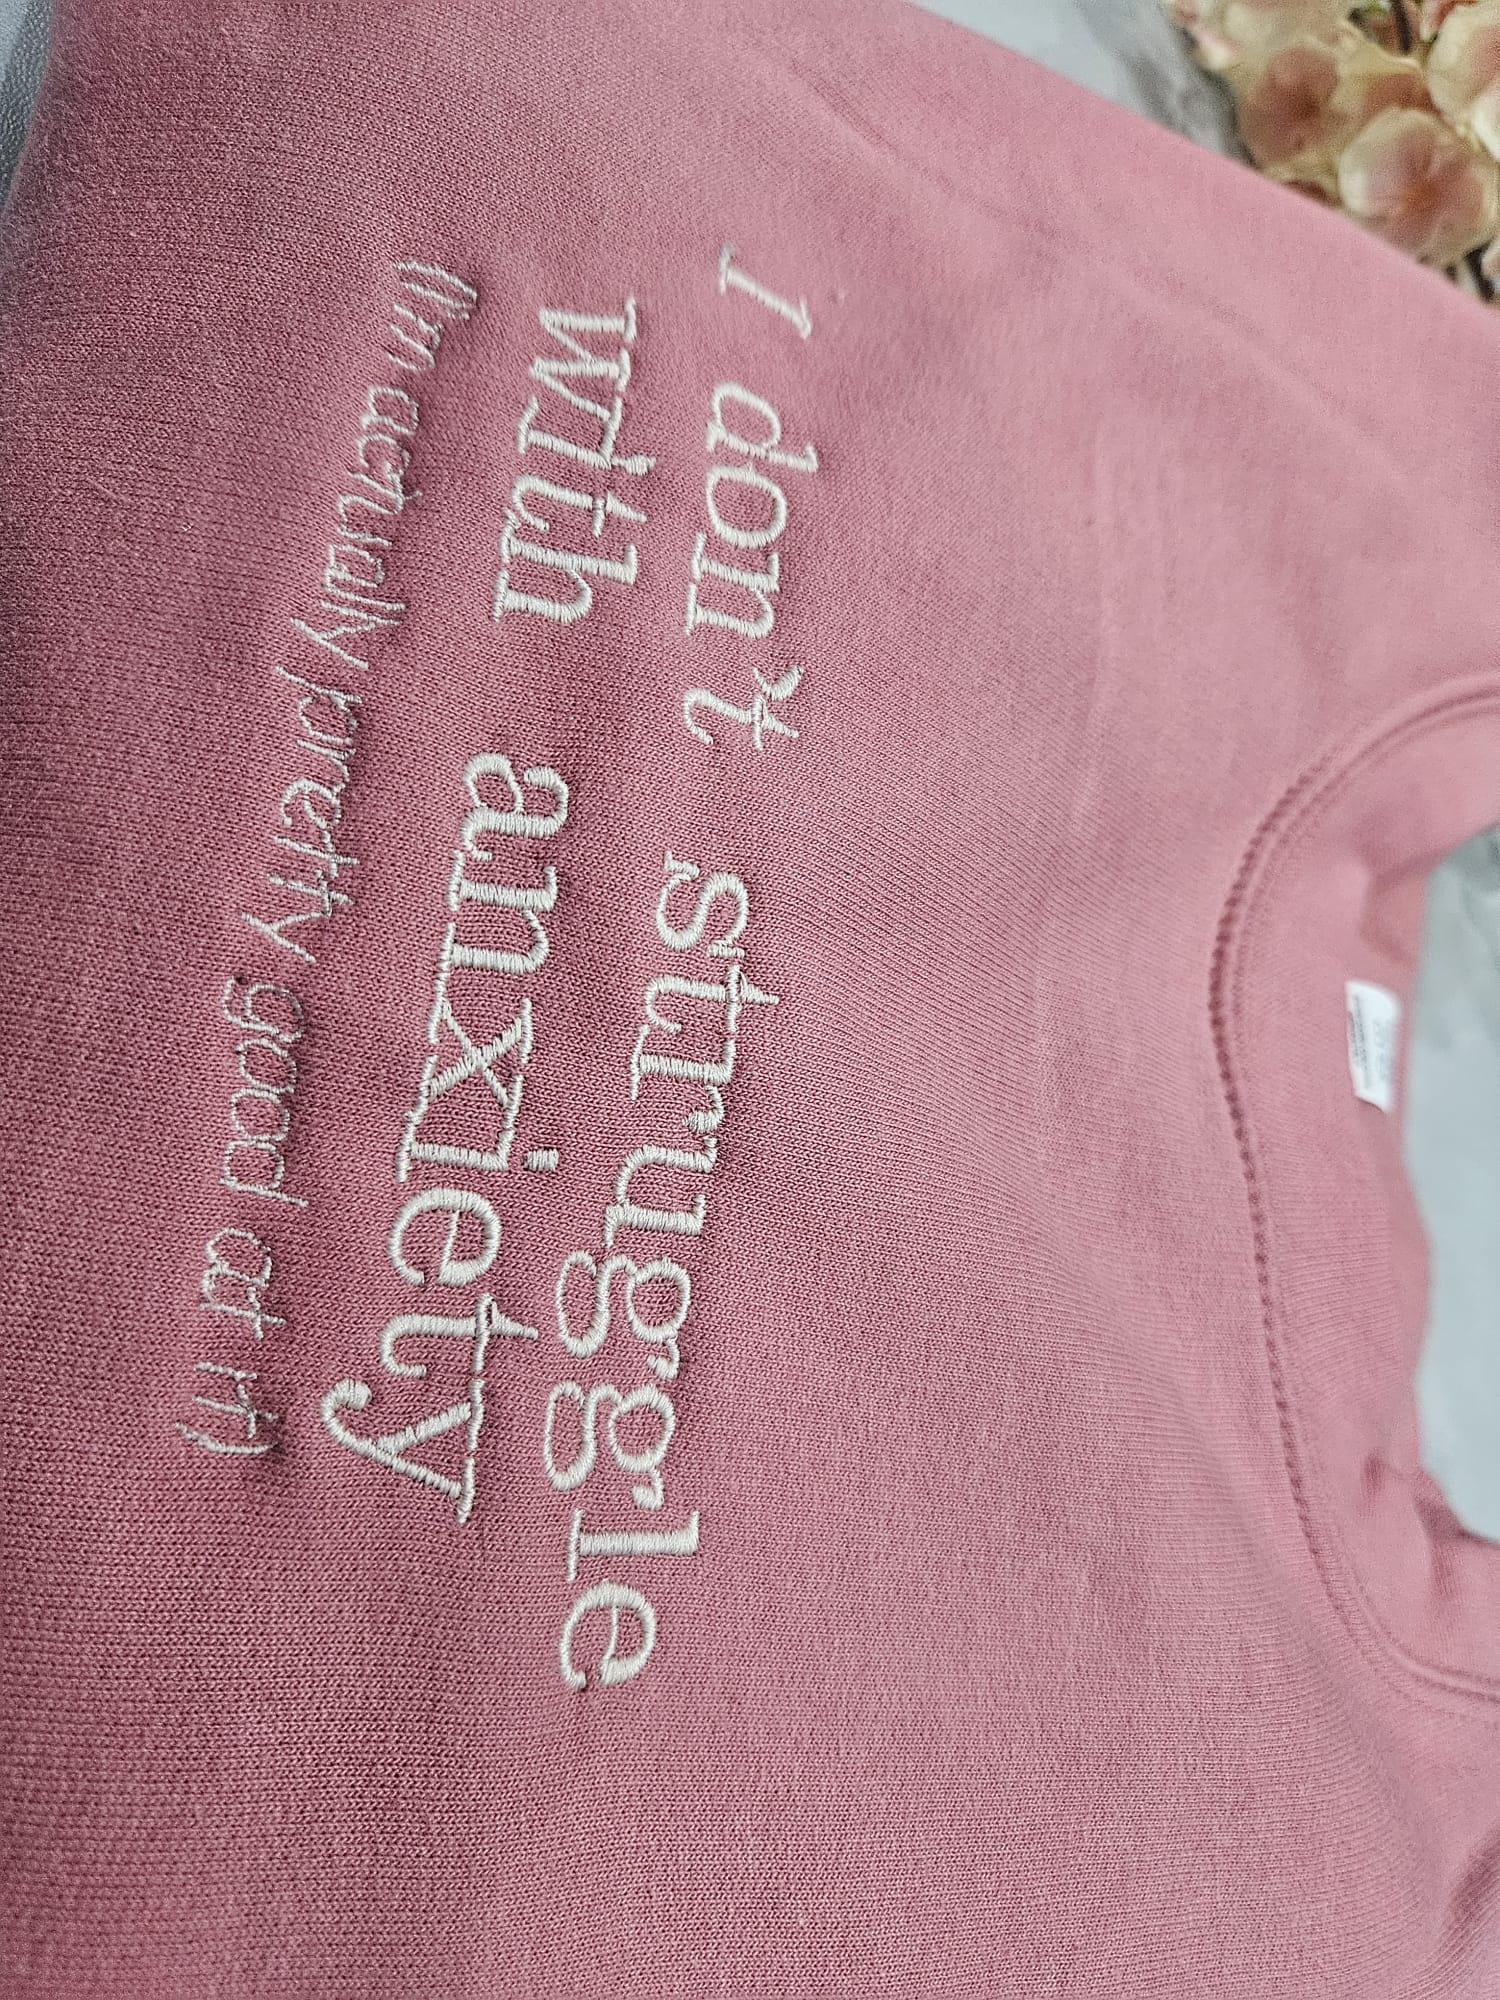 I don't struggle
with anxiety
(I'm actually pretty good at it)